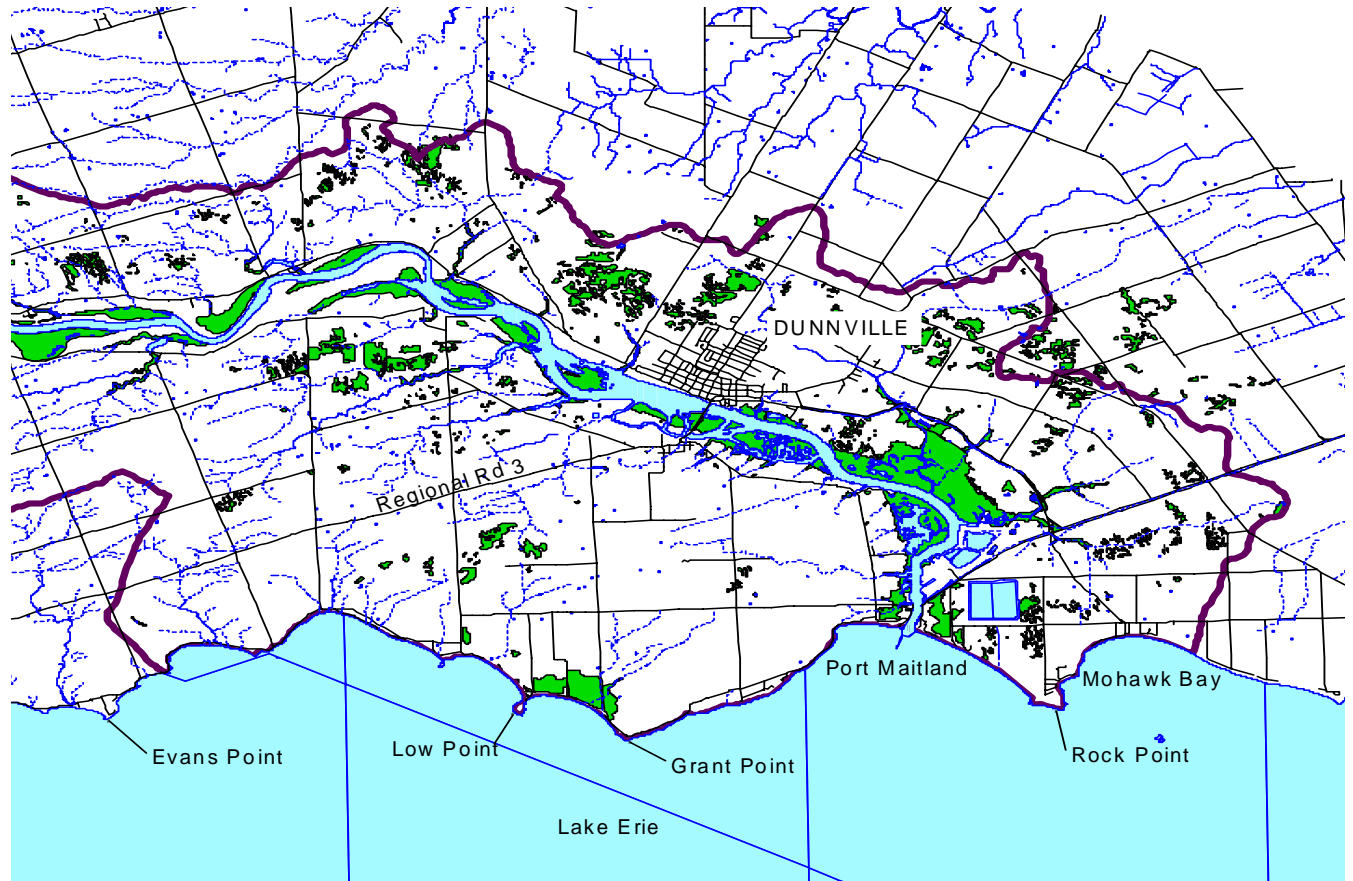 DUNNVILLE
Regional Rd 3
Port Maitland
Mohawk Bay
Evans Point
Low Point
Grant Point
Rock Point
Lake Erie